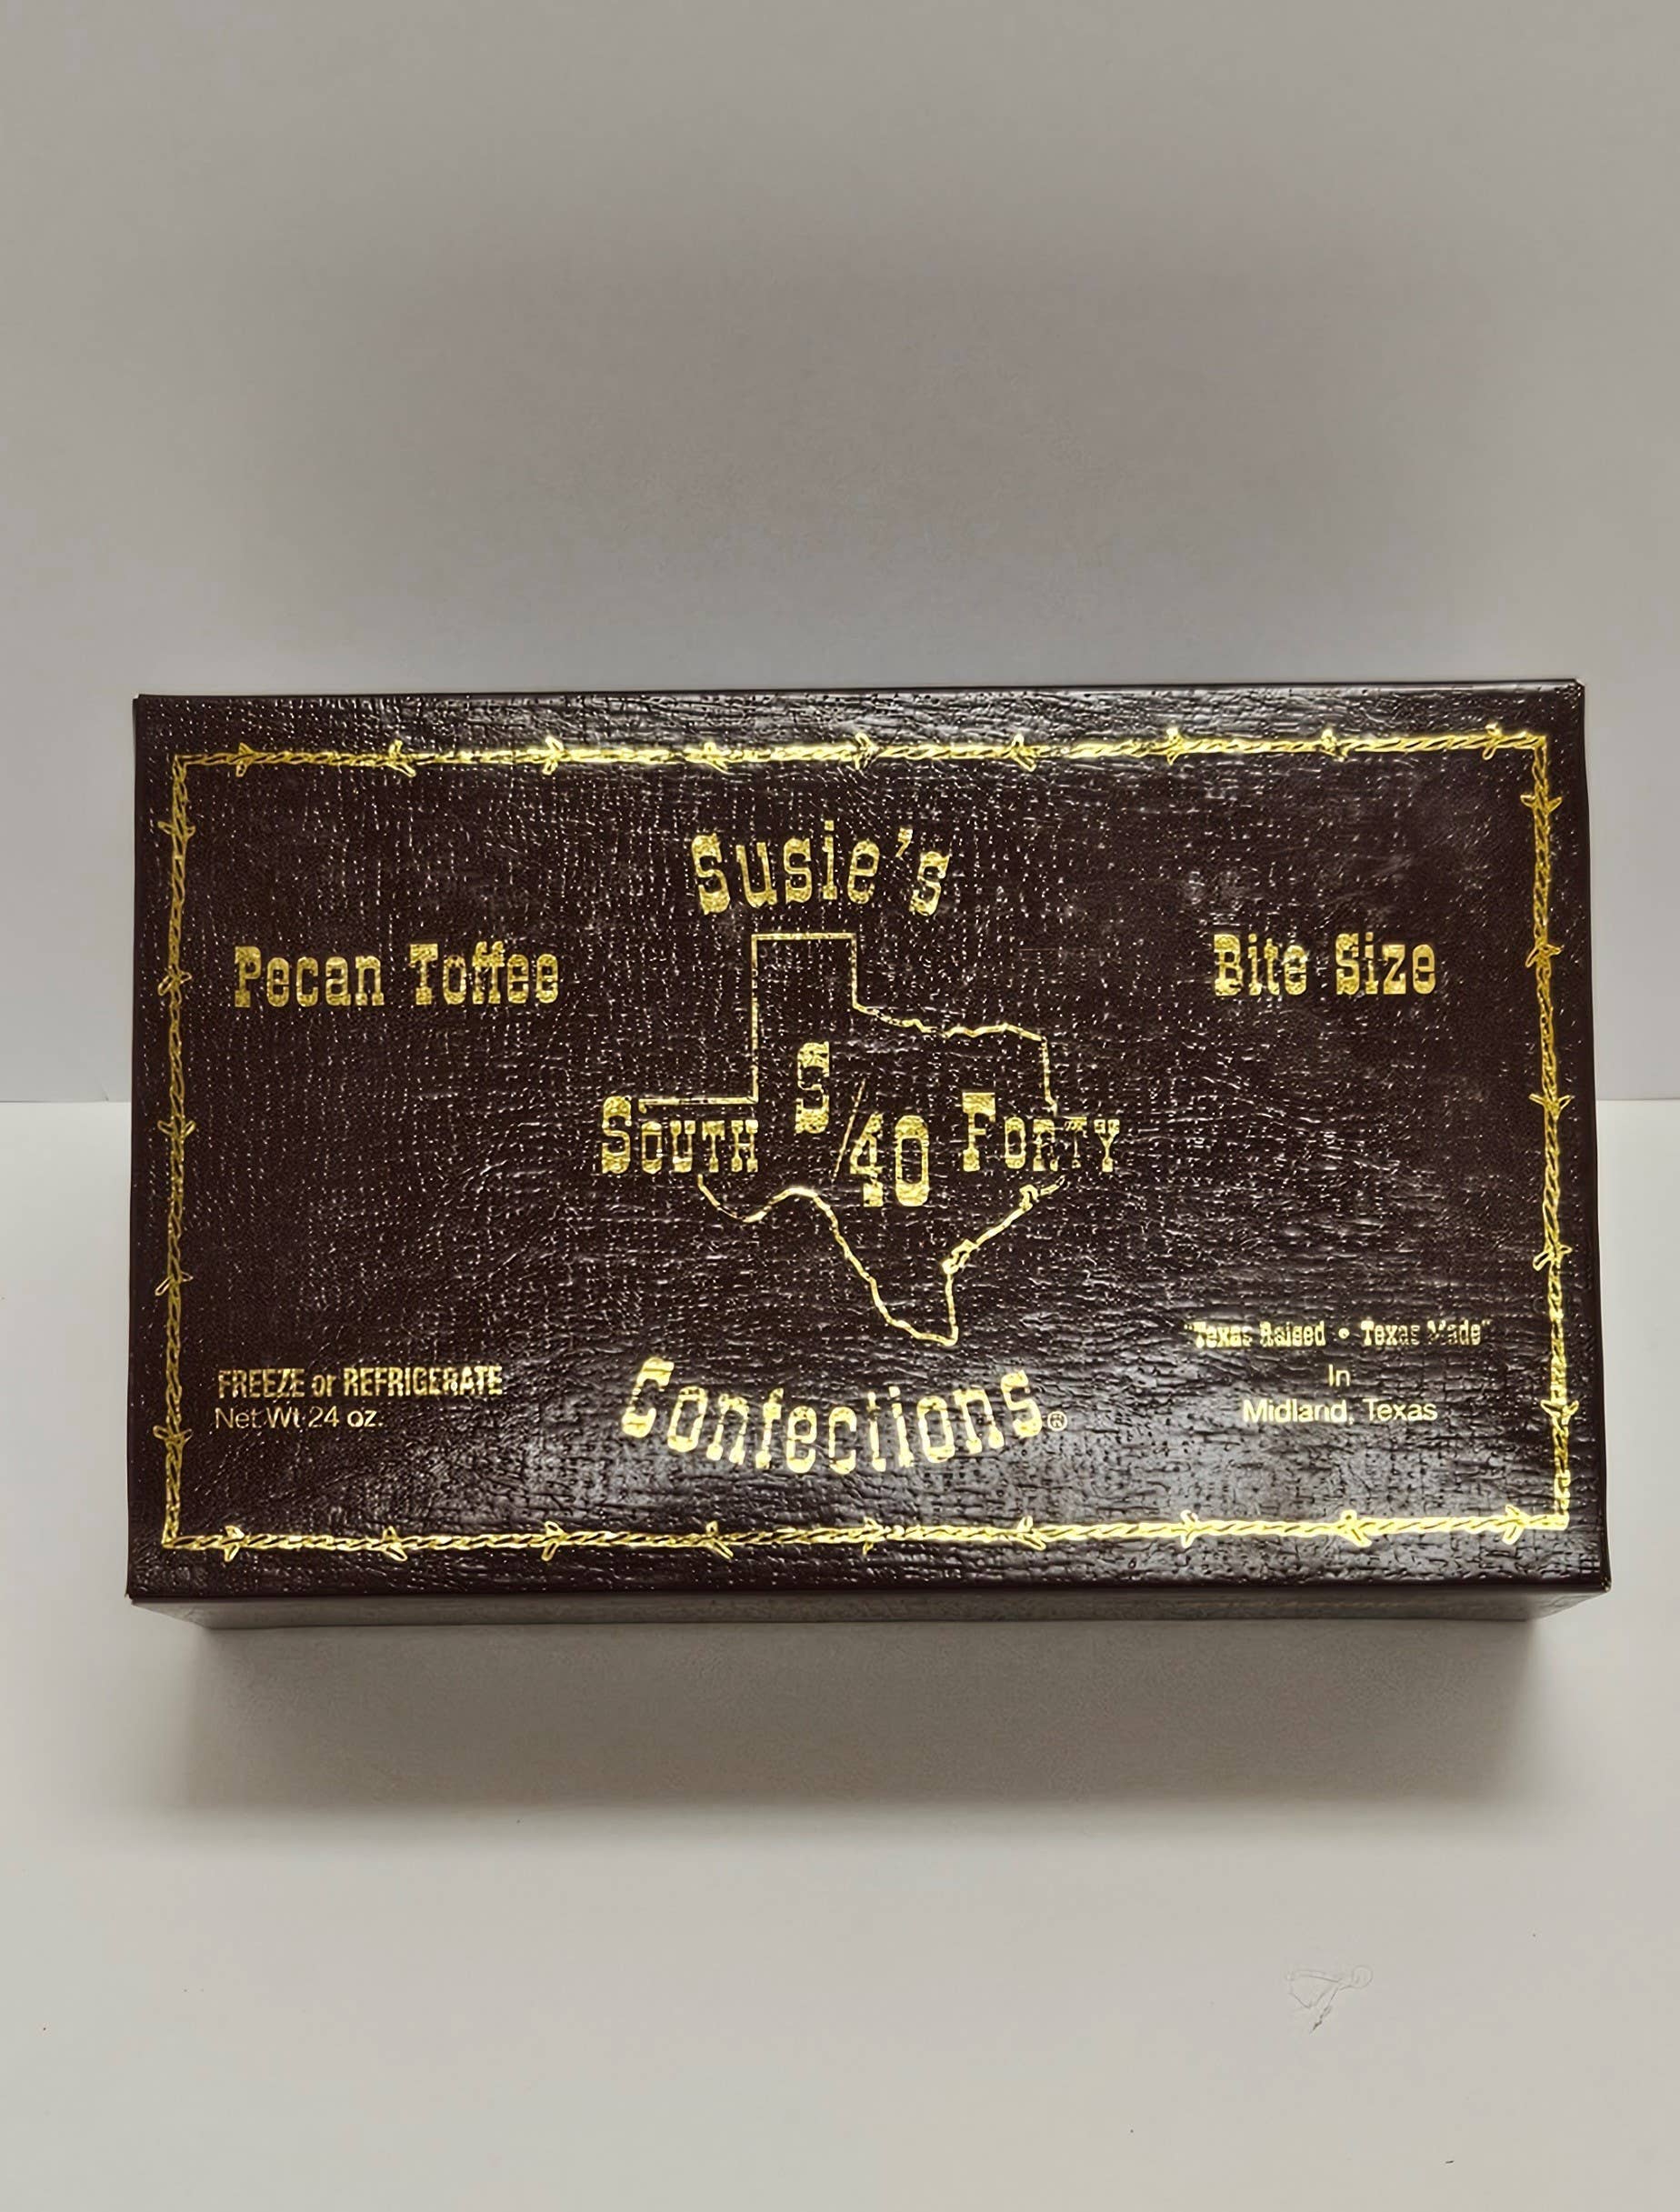 Susie's
Pecan Toffee
Bite Size
South S/40 Forty
FREEZE or REFRIGERATE
Net Wt 24 oz.
Confections®
"Texas Raised • Texas Made"
In
Midland, Texas